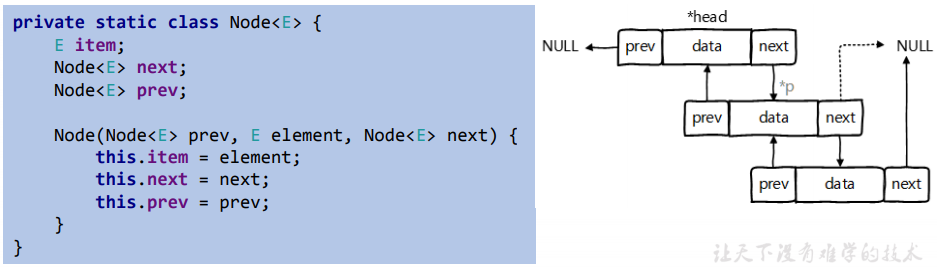 private static class Node<E> {
E item;
Node<E> next;
Node<E> prev;
Node(Node<E> prev, E element, Node<E> next) {
this.item = element;
this.next = next;
this.prev = prev;
}
}
*head
NULL
prev
data
next
NULL
*p
prev
data
next
prev
data
next
让天下没有难学的技术